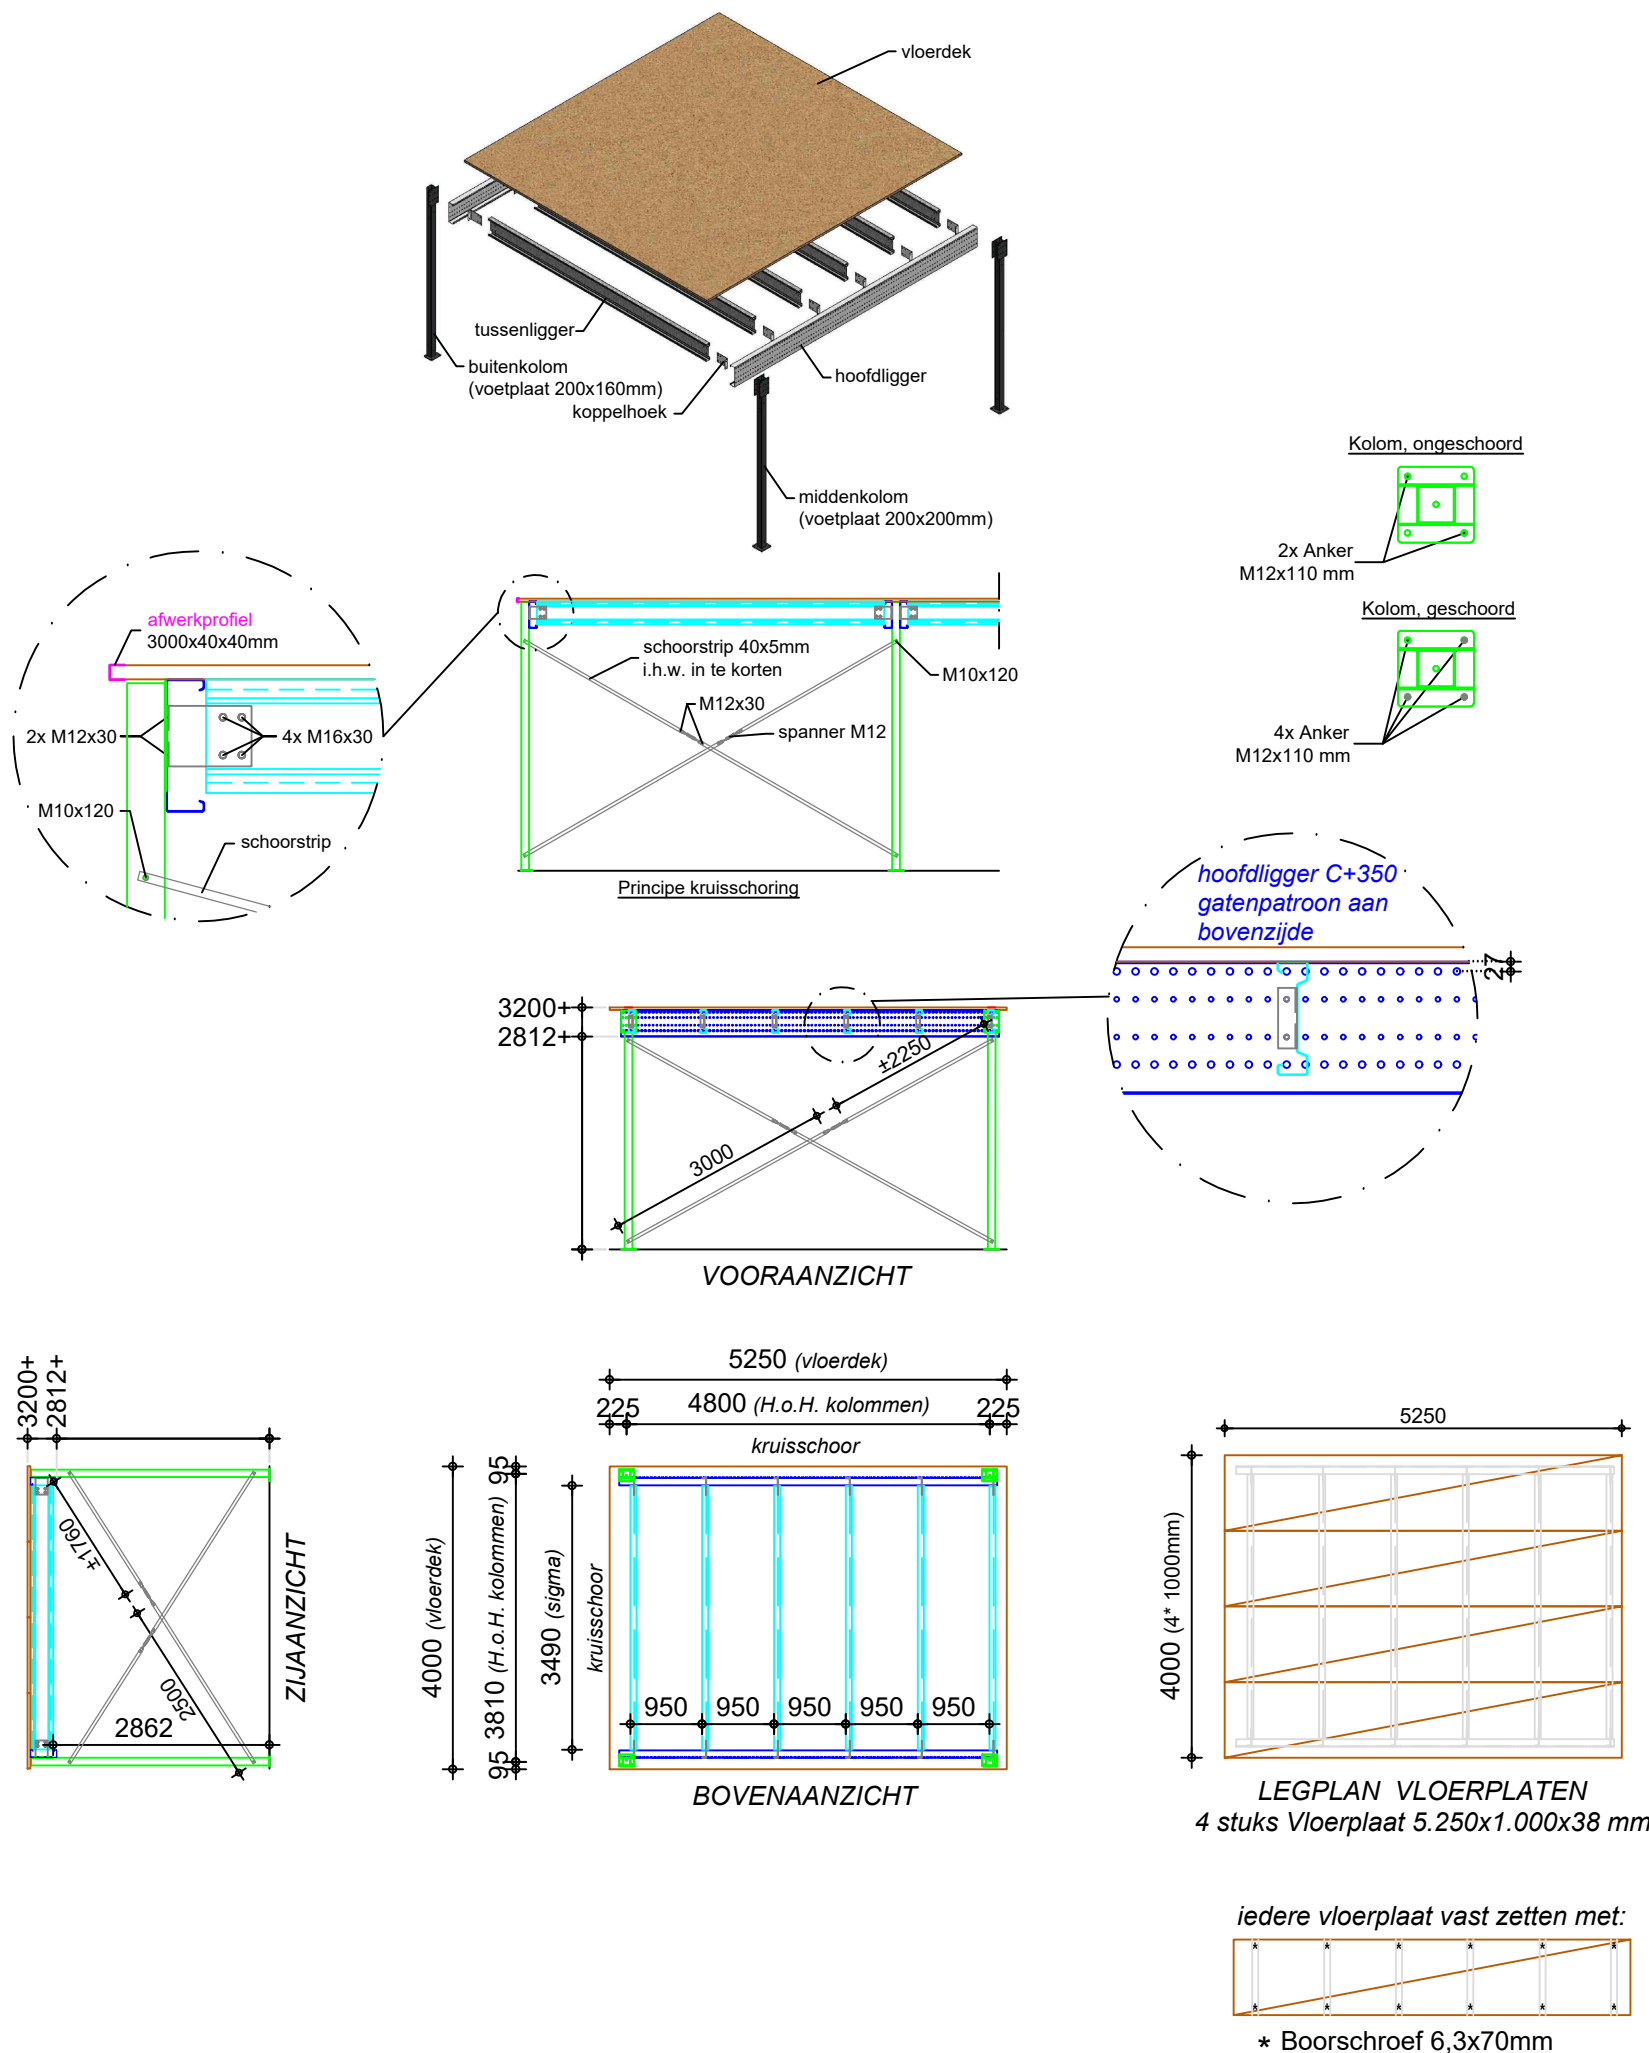 vloerdek
tussenligger
buitenkolom
(voetplaat 200x160mm)
koppelhoek
hoofdligger
middenkolom
(voetplaat 200x200mm)
Kolom, ongeschoord
2x Anker
M12x110 mm
Kolom, geschoord
4x Anker
M12x110 mm
afwerkprofiel
3000x40x40mm
2x M12x30
4x M16x30
M10x120
schoorstrip
schoorstrip 40x5mm
i.h.w. in te korten
M10x120
M12x30
spanner M12
Principe kruisschoring
hoofdligger C+350
gatenpatroon aan
bovenzijde
27
3200+
2812+
±2250
3000
VOORAANZICHT
3200+
2812+
±1760
2500
2862
ZIJAANZICHT
5250 (vloerdek)
225
4800 (H.o.H. kolommen)
225
kruisschoor
4000 (vloerdek)
95
3810 (H.o.H. kolommen)
95
3490 (sigma)
kruisschoor
950
950
950
950
950
BOVENAANZICHT
5250
4000 (4* 1000mm)
LEGPLAN VLOERPLATEN
4 stuks Vloerplaat 5.250x1.000x38 mm
iedere vloerplaat vast zetten met:
* * * * * *
* * * * * *
* Boorschroef 6,3x70mm